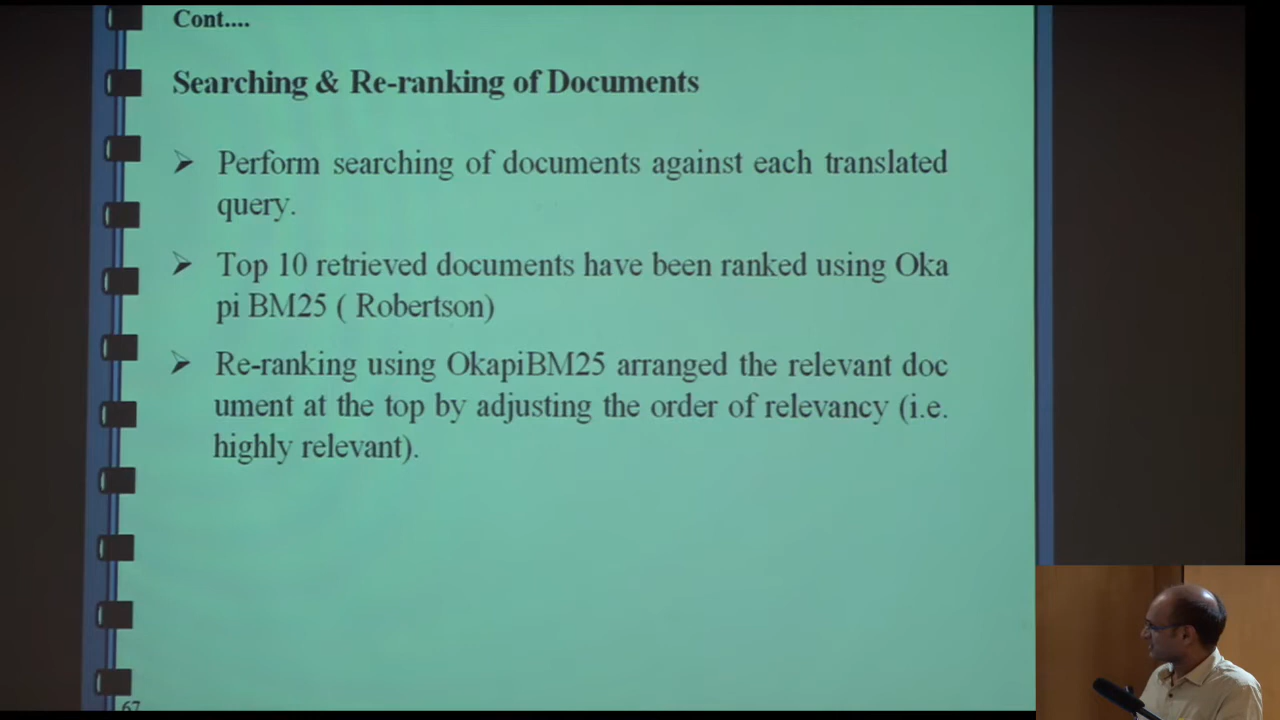 Cont....
Searching & Re-ranking of Documents
Perform searching of documents against each translated
query.
Top 10 retrieved documents have been ranked using Oka
pi BM25 ( Robertson)
Re-ranking using OkapiBM25 arranged the relevant doc
ument at the top by adjusting the order of relevancy (i.e.
highly relevant).
67